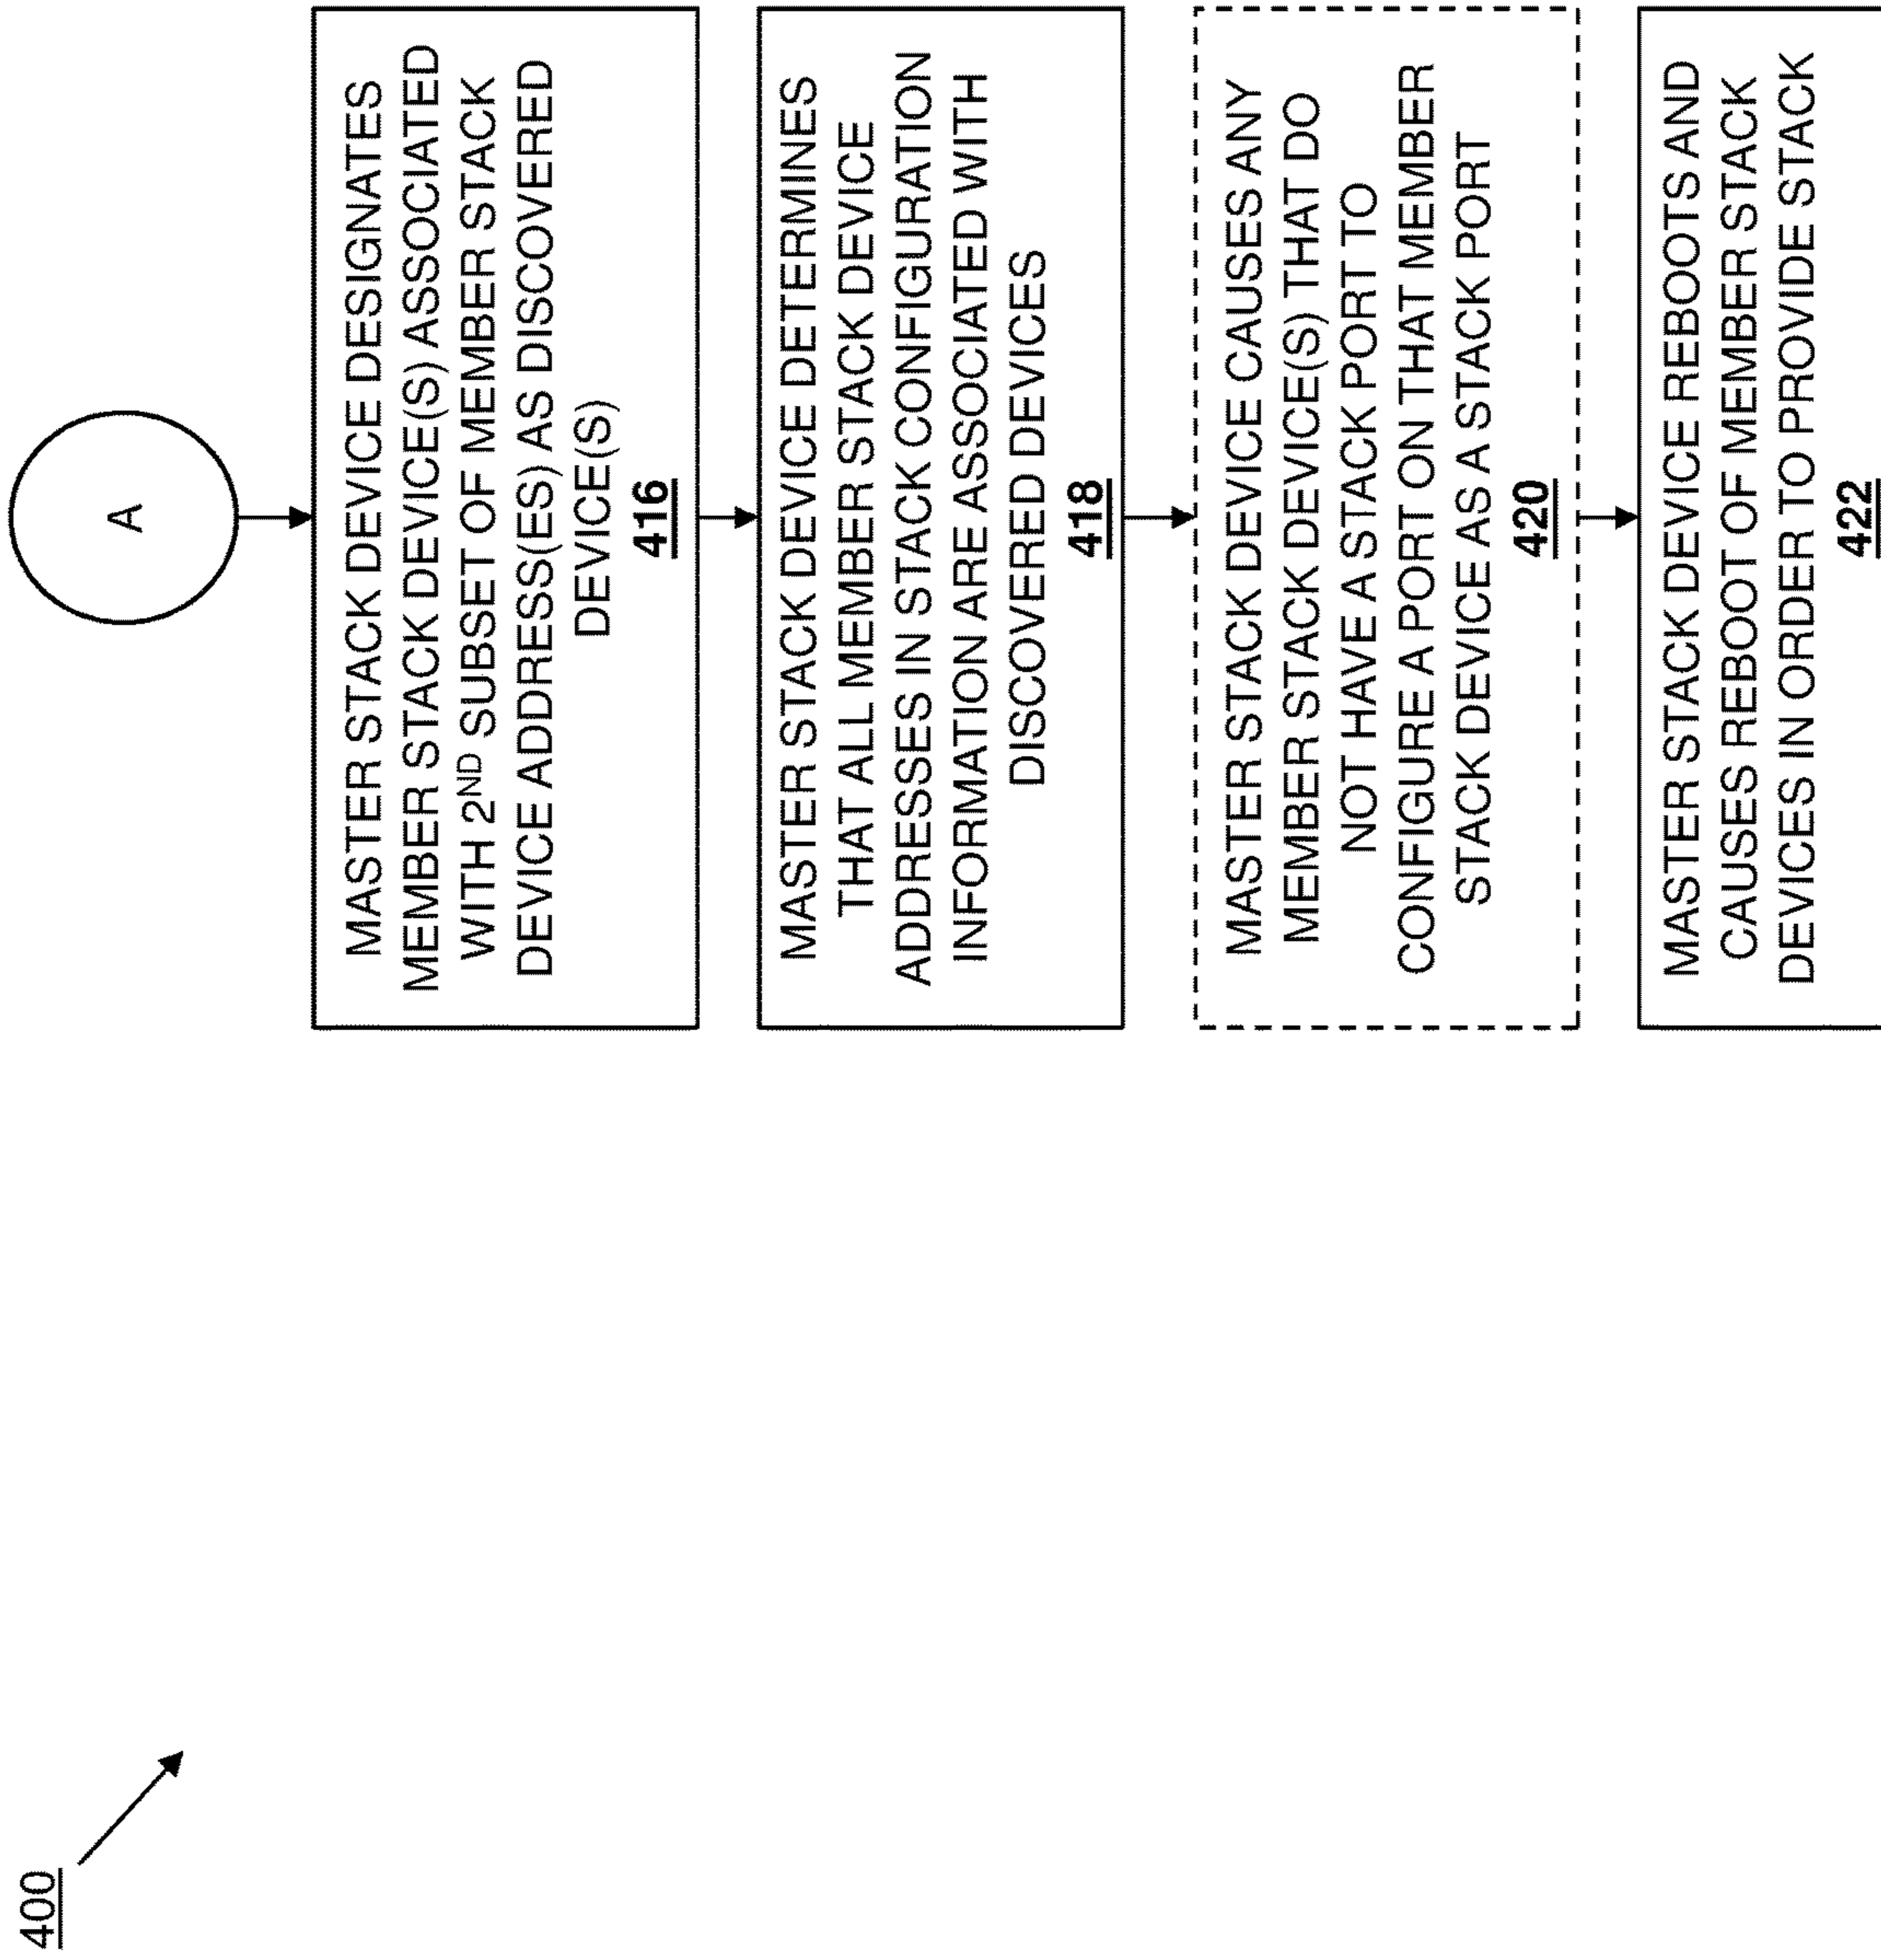 400
A
MASTER STACK DEVICE DESIGNATES
MEMBER STACK DEVICE(S) ASSOCIATED
WITH 2ND SUBSET OF MEMBER STACK
DEVICE ADDRESS(ES) AS DISCOVERED
DEVICE(S)
416
MASTER STACK DEVICE DETERMINES
THAT ALL MEMBER STACK DEVICE
ADDRESSES IN STACK CONFIGURATION
INFORMATION ARE ASSOCIATED WITH
DISCOVERED DEVICES
418
MASTER STACK DEVICE CAUSES ANY
MEMBER STACK DEVICE(S) THAT DO
NOT HAVE A STACK PORT TO
CONFIGURE A PORT ON THAT MEMBER
STACK DEVICE AS A STACK PORT
420
MASTER STACK DEVICE REBOOTS AND
CAUSES REBOOT OF MEMBER STACK
DEVICES IN ORDER TO PROVIDE STACK
422